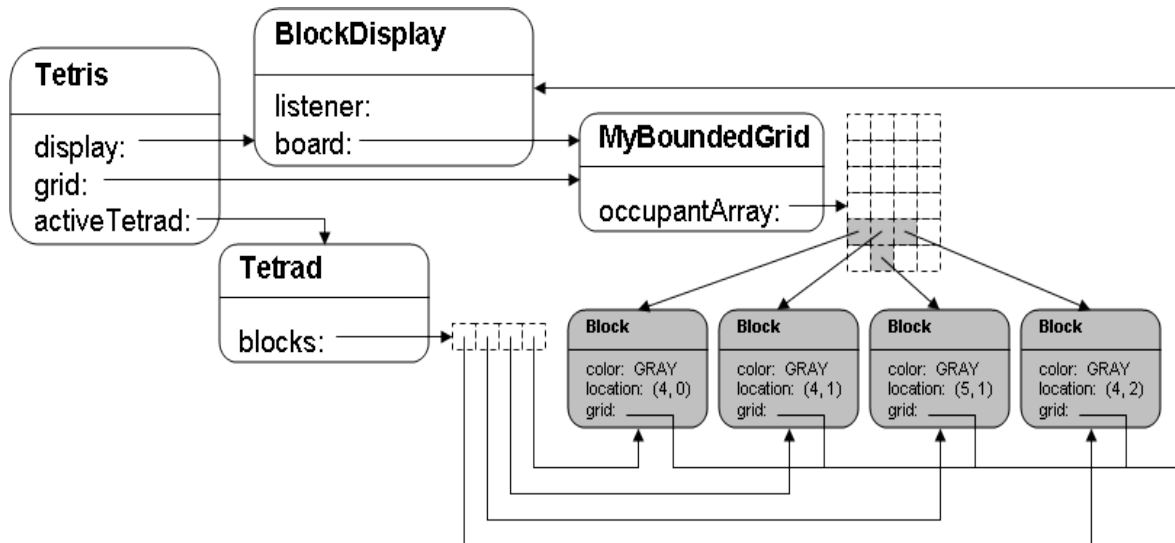 BlockDisplay
listener:
board:
Tetris
display:
grid:
activeTetrad:
MyBoundedGrid
occupantArray:
Tetrad
blocks:
Block
color: GRAY
location: (4, 0)
grid:
Block
color: GRAY
location: (4, 1)
grid:
Block
color: GRAY
location: (5, 1)
grid:
Block
color: GRAY
location: (4, 2)
grid: